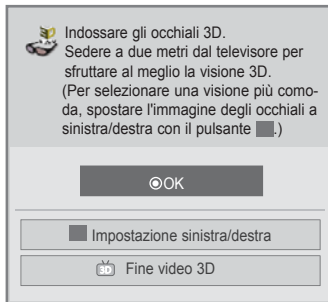 Indossare gli occhiali 3D.
Sedere a due metri dal televisore per
sfruttare al meglio la visione 3D.
(Per selezionare una visione più como-
da, spostare l'immagine degli occhiali a
sinistra/destra con il pulsante .)
OK
Impostazione sinistra/destra
3D Fine video 3D